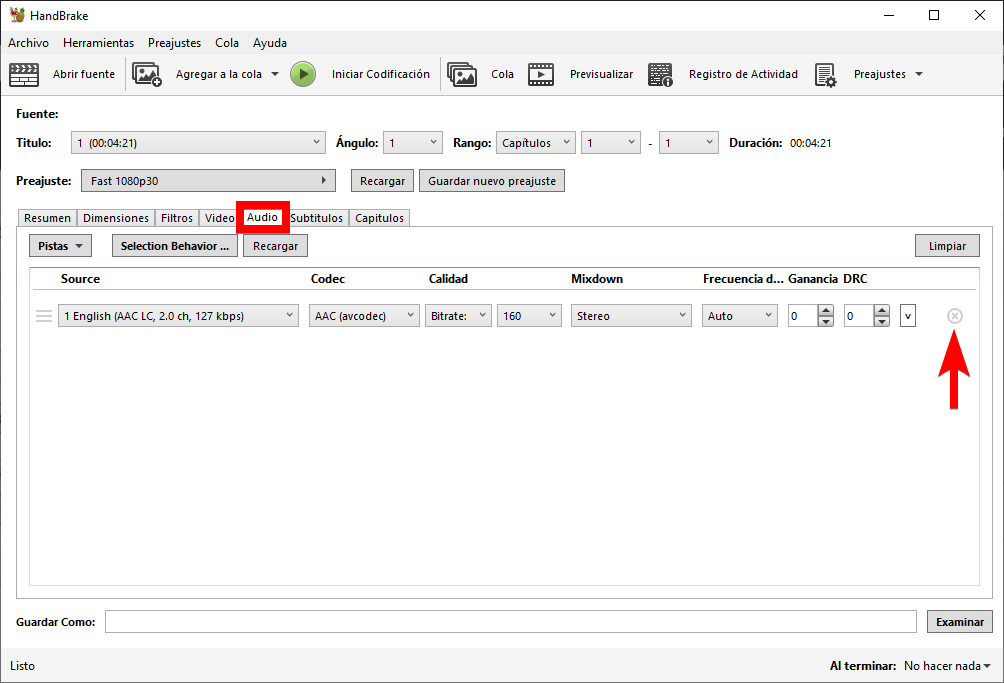 HandBrake
Archivo Herramientas Preajustes Cola Ayuda
Abrir fuente Agregar a la cola Iniciar Codificación Cola Previsualizar Registro de Actividad Preajustes
Fuente:
Titulo: 1 (00:04:21) Ángulo: 1 Rango: Capítulos 1 - 1 Duración: 00:04:21
Preajuste: Fast 1080p30 Recargar Guardar nuevo preajuste
Resumen Dimensiones Filtros Video Audio Subtitulos Capitulos
Pistas Selection Behavior ... Recargar Limpiar
Source Codec Calidad Mixdown Frecuencia d... Ganancia DRC
1 English (AAC LC, 2.0 ch, 127 kbps) AAC (avcodec) Bitrate: 160 Stereo Auto 0 0 v
Guardar Como: Examinar
Listo Al terminar: No hacer nada